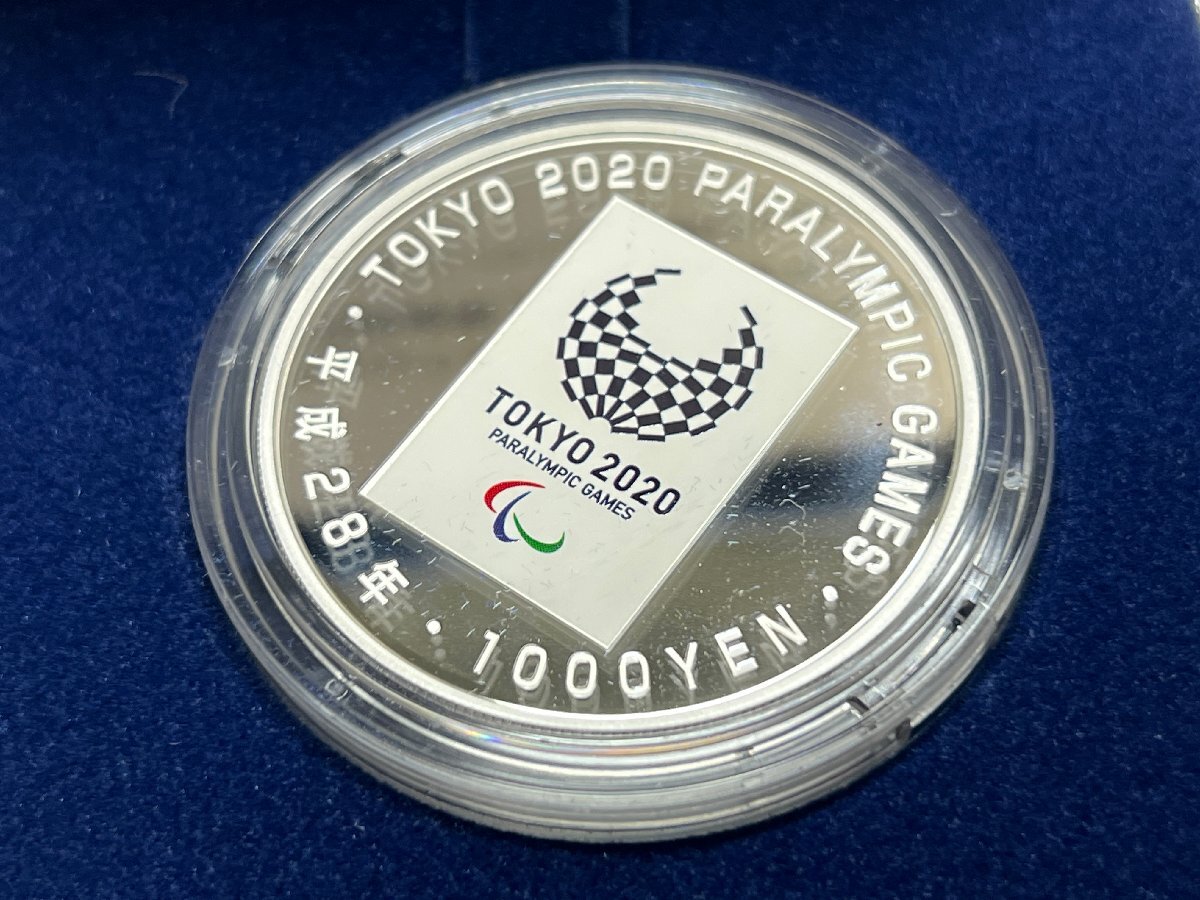 TOKYO 2020 PARALYMPIC GAMES
平成28年
1000YEN
TOKYO 2020
PARALYMPIC GAMES